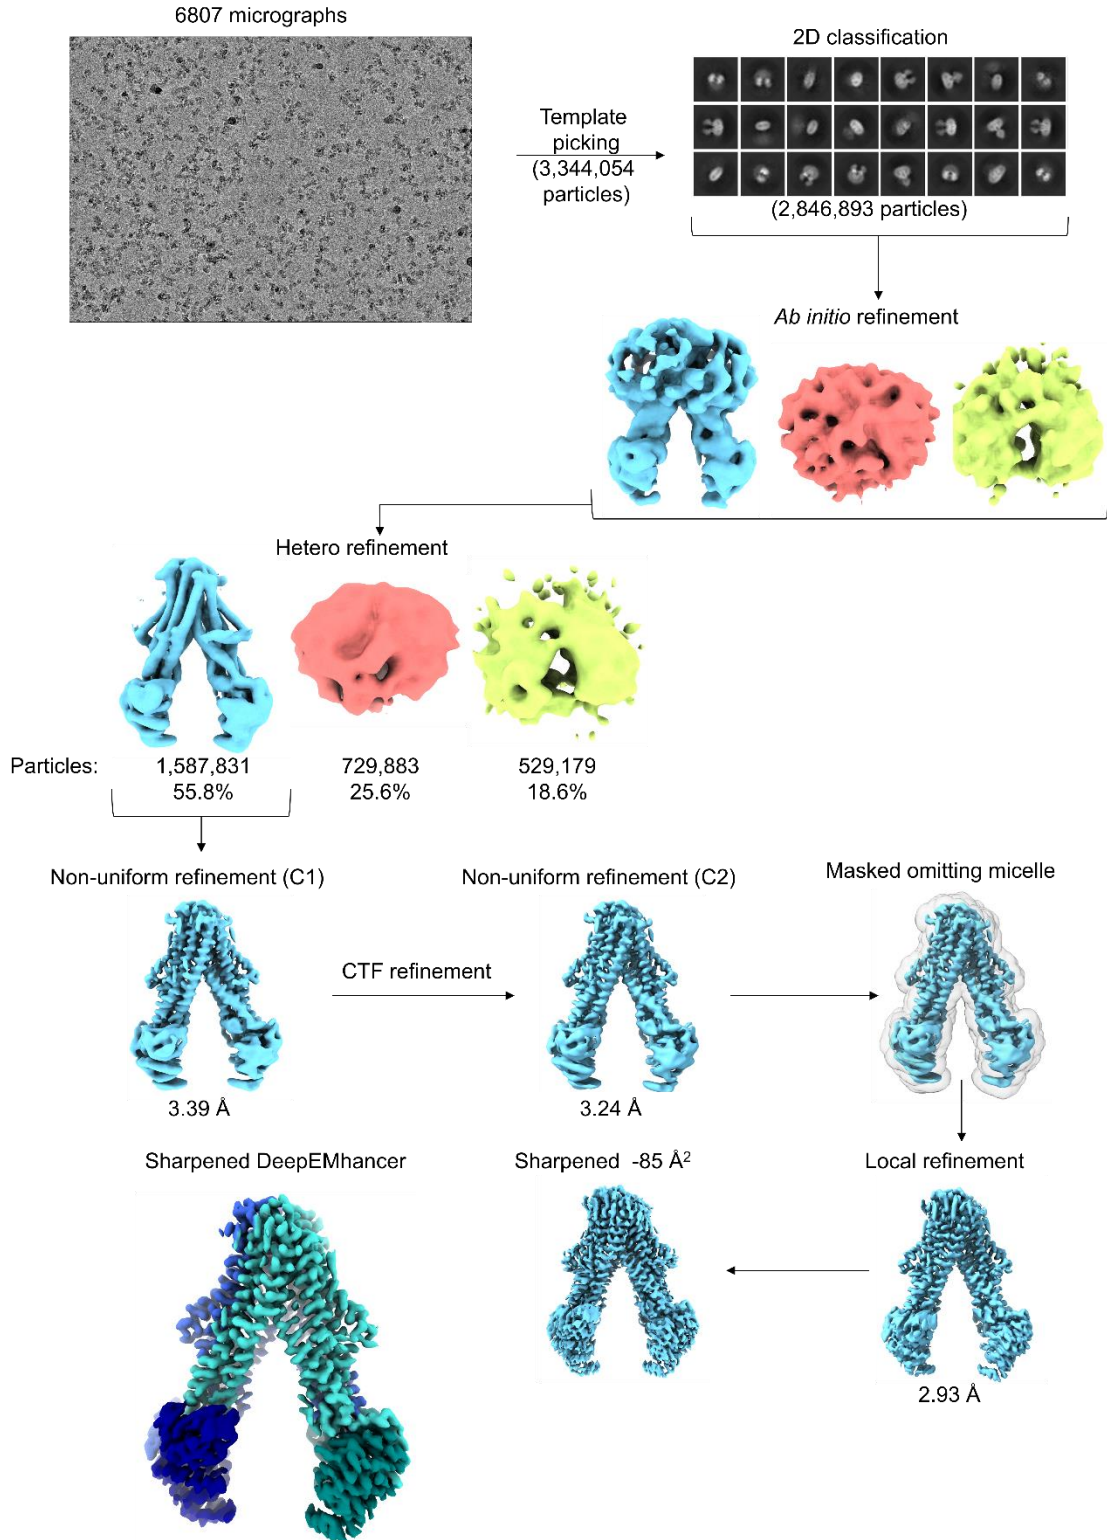 6807 micrographs
2D classification
Template
picking
(3,344,054
particles)
(2,846,893 particles)
Ab initio refinement
Hetero refinement
Particles:
1,587,831
55.8%
729,883
25.6%
529,179
18.6%
Non-uniform refinement (C1)
Non-uniform refinement (C2)
Masked omitting micelle
CTF refinement
3.39 Å
3.24 Å
Sharpened DeepEMhancer
Sharpened -85 Å²
Local refinement
2.93 Å